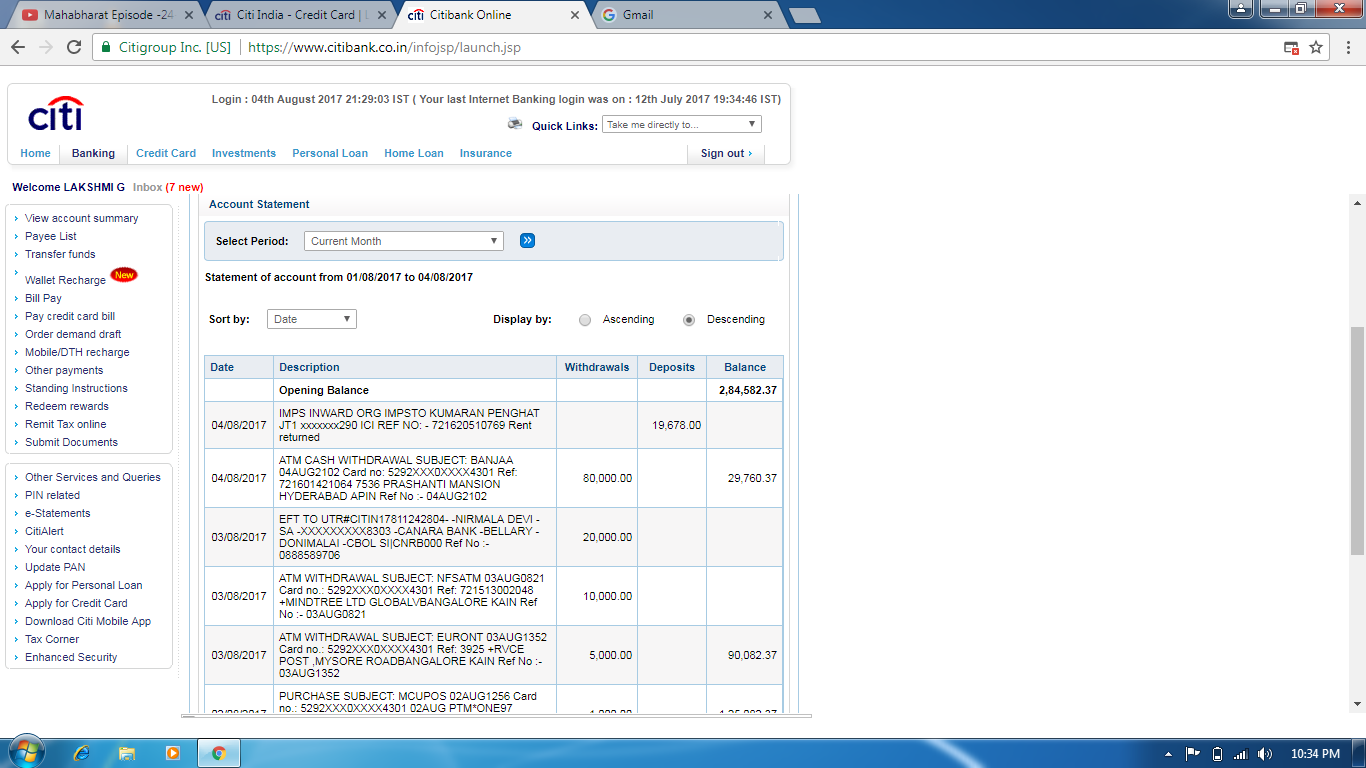 Mahabharat Episode -24
Citi India - Credit Card | L
Citibank Online
Gmail
Citigroup Inc. [US]
https://www.citibank.co.in/infojsp/launch.jsp
citi
Login : 04th August 2017 21:29:03 IST ( Your last Internet Banking login was on : 12th July 2017 19:34:46 IST)
Quick Links: Take me directly to...
Home Banking Credit Card Investments Personal Loan Home Loan Insurance Sign out ›
Welcome LAKSHMI G Inbox (7 new)
View account summary
Payee List
Transfer funds
Wallet Recharge New
Bill Pay
Pay credit card bill
Order demand draft
Mobile/DTH recharge
Other payments
Standing Instructions
Redeem rewards
Remit Tax online
Submit Documents
Other Services and Queries
PIN related
e-Statements
CitiAlert
Your contact details
Update PAN
Apply for Personal Loan
Apply for Credit Card
Download Citi Mobile App
Tax Corner
Enhanced Security
Account Statement
Select Period: Current Month
Statement of account from 01/08/2017 to 04/08/2017
Sort by: Date Display by: Ascending Descending
Date Description Withdrawals Deposits Balance
Opening Balance 2,84,582.37
IMPS INWARD ORG IMPSTO KUMARAN PENGHAT
04/08/2017 JT1 xxxxxxx290 ICI REF NO: - 721620510769 Rent 19,678.00
returned
ATM CASH WITHDRAWAL SUBJECT: BANJAA
04AUG2102 Card no: 5292XXX0XXXX4301 Ref:
04/08/2017 721601421064 7536 PRASHANTI MANSION 80,000.00 29,760.37
HYDERABAD APIN Ref No :- 04AUG2102
EFT TO UTR#CITIN17811242804- -NIRMALA DEVI -
03/08/2017 SA -XXXXXXXXX8303 -CANARA BANK -BELLARY - 20,000.00
DONIMALAI -CBOL SI|CNRB000 Ref No :-
0888589706
ATM WITHDRAWAL SUBJECT: NFSATM 03AUG0821
03/08/2017 Card no.: 5292XXX0XXXX4301 Ref: 721513002048 10,000.00
+MINDTREE LTD GLOBALVBANGALORE KAIN Ref
No :- 03AUG0821
ATM WITHDRAWAL SUBJECT: EURONT 03AUG1352
03/08/2017 Card no.: 5292XXX0XXXX4301 Ref: 3925 +RVCE 5,000.00 90,082.37
POST ,MYSORE ROADBANGALORE KAIN Ref No :-
03AUG1352
PURCHASE SUBJECT: MCUPOS 02AUG1256 Card
no.: 5292XXX0XXXX4301 02AUG PTM*ONE97
10:34 PM